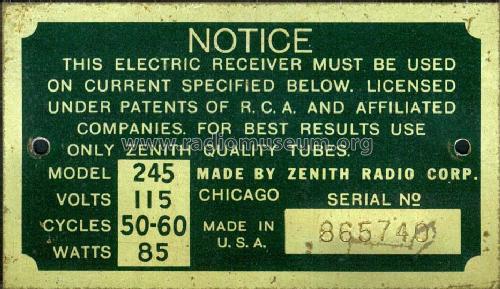 NOTICE
THIS ELECTRIC RECEIVER MUST BE USED
ON CURRENT SPECIFIED BELOW. LICENSED
UNDER PATENTS OF R.C.A. AND AFFILIATED
COMPANIES. FOR BEST RESULTS USE
www.radiomuseum.org
ONLY ZENITH QUALITY TUBES.
MODEL 245 MADE BY ZENITH RADIO CORP.
VOLTS 115 CHICAGO SERIAL Nº
CYCLES 50-60 MADE IN 865740
WATTS 85 U.S.A.